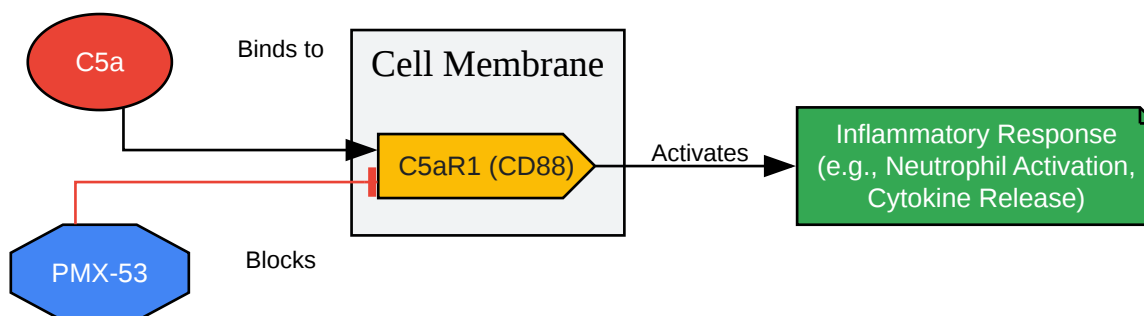 C5a
Binds to
Cell Membrane
C5aR1 (CD88)
Activates
Inflammatory Response
(e.g., Neutrophil Activation,
Cytokine Release)
PMX-53
Blocks